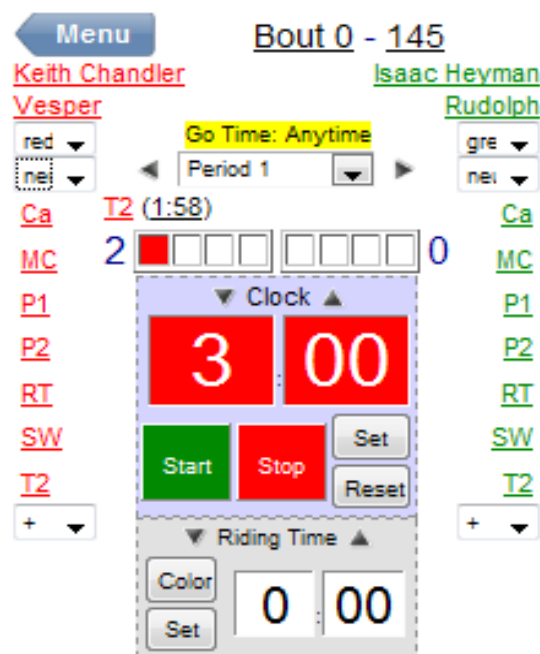 Menu
Bout 0 - 145
Keith Chandler
Isaac Heyman
Vesper
Rudolph
red
Go Time: Anytime
gre
nei
Period 1
neu
Ca
T2 (1:58)
Ca
2
0
MC
MC
Clock
P1
P1
3 : 00
P2
P2
RT
RT
Set
SW
Start
Stop
SW
Reset
T2
T2
+
Riding Time
+
Color
0 : 00
Set